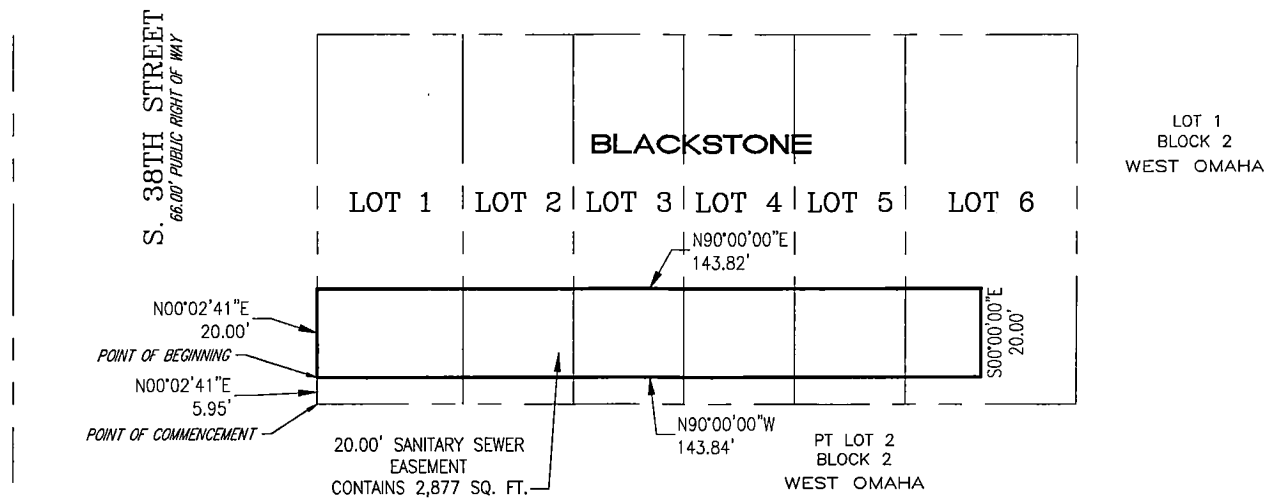 S. 38TH STREET
66.00' PUBLIC RIGHT OF WAY
BLACKSTONE
LOT 1
BLOCK 2
WEST OMAHA
LOT 1
LOT 2
LOT 3
LOT 4
LOT 5
LOT 6
N90°00'00"E
143.82'
N00°02'41"E
20.00'
S00°00'00"E
20.00'
POINT OF BEGINNING
N00°02'41"E
5.95'
POINT OF COMMENCEMENT
N90°00'00"W
143.84'
20.00' SANITARY SEWER
EASEMENT
CONTAINS 2,877 SQ. FT.
PT LOT 2
BLOCK 2
WEST OMAHA